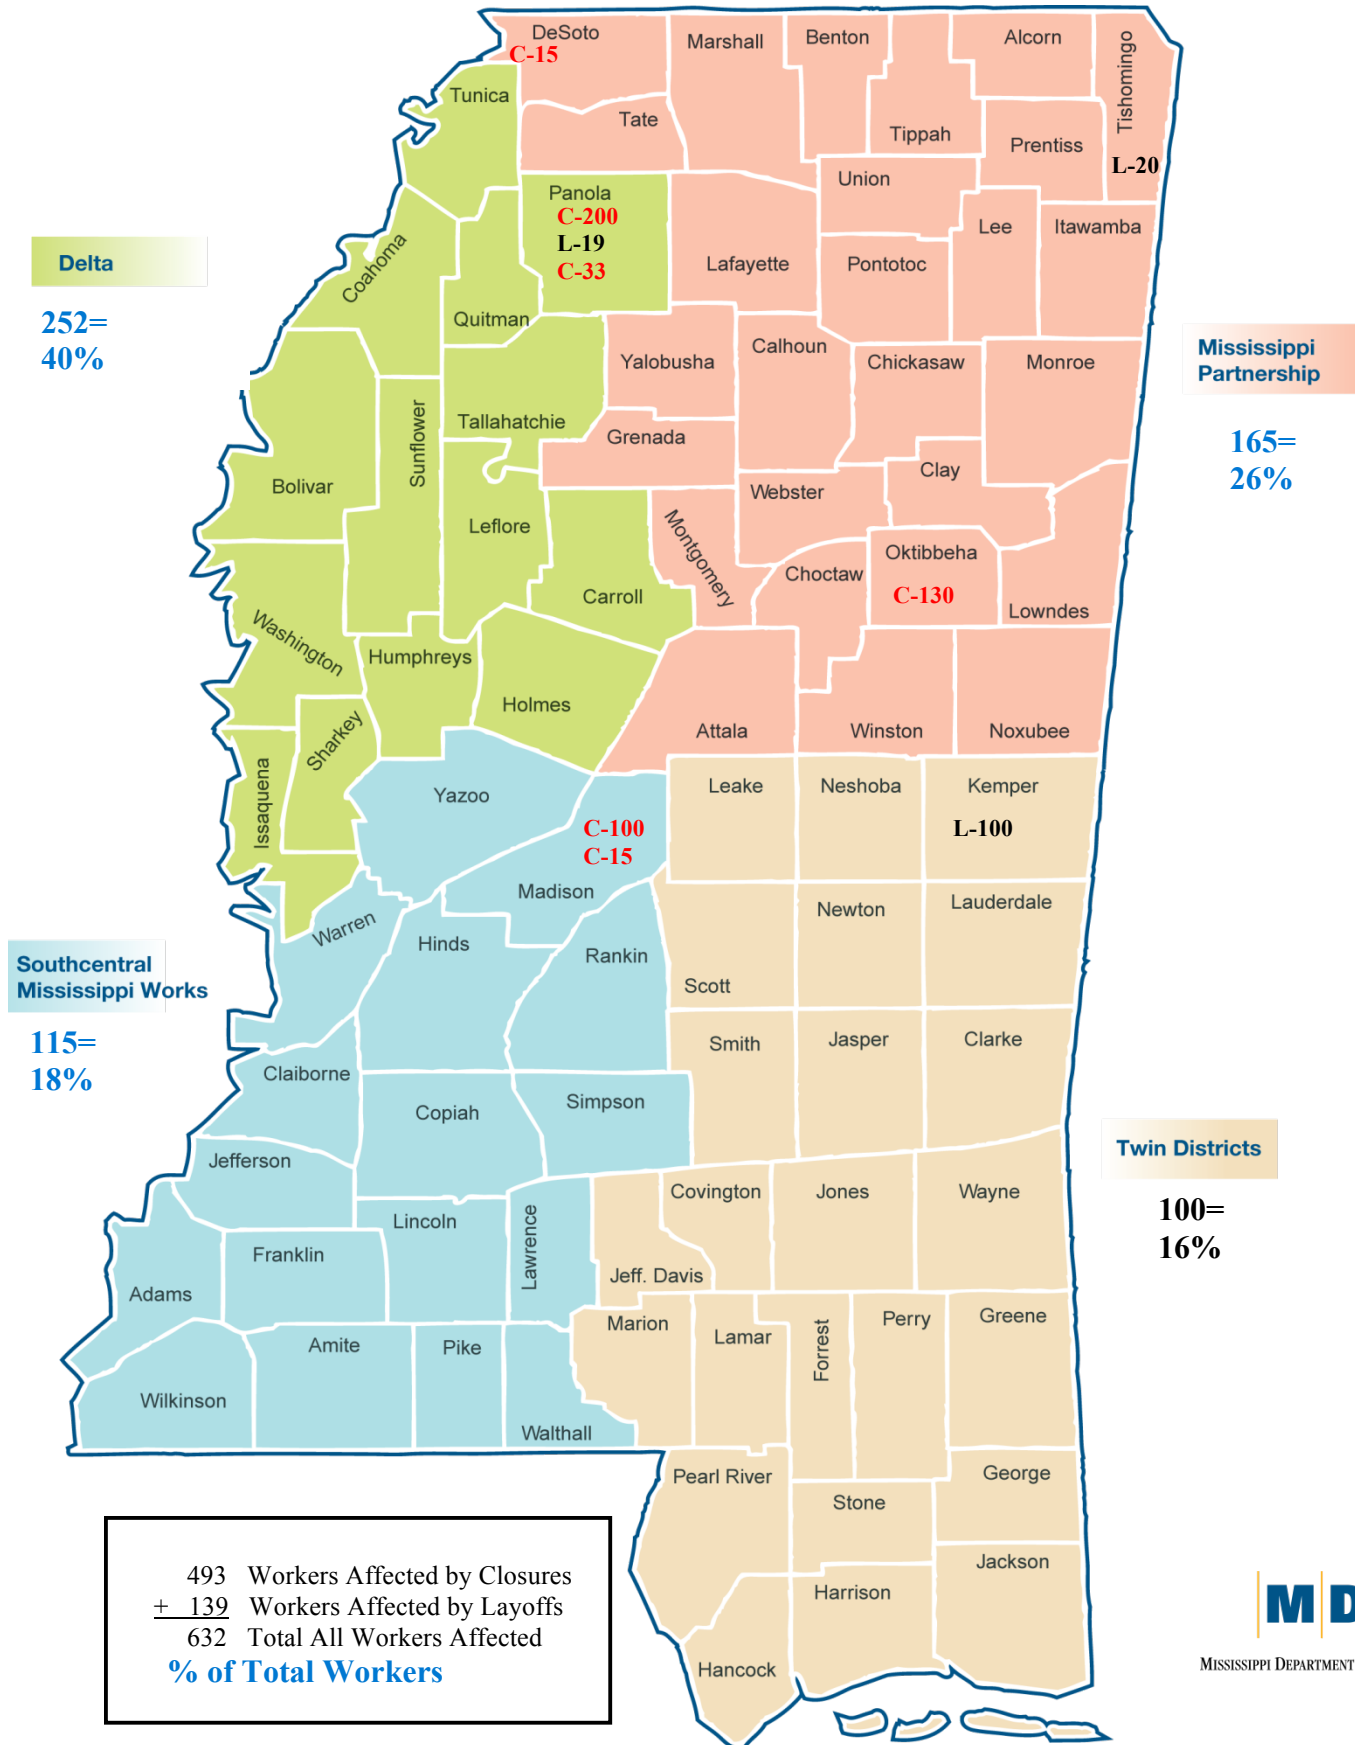 DeSoto
C-15
Marshall
Benton
Alcorn
Tishomingo
L-20
Tunica
Tate
Tippah
Prentiss
Union
Panola
C-200
L-19
C-33
Lee
Itawamba
Delta
252=
40%
Coahoma
Quitman
Lafayette
Pontotoc
Yalobusha
Calhoun
Chickasaw
Monroe
Mississippi
Partnership
165=
26%
Sunflower
Tallahatchie
Grenada
Bolivar
Clay
Webster
Leflore
Montgomery
Oktibbeha
C-130
Choctaw
Carroll
Lowndes
Washington
Humphreys
Holmes
Attala
Winston
Noxubee
Sharkey
Issaquena
Yazoo
Leake
Neshoba
Kemper
L-100
C-100
C-15
Madison
Newton
Lauderdale
Warren
Hinds
Rankin
Scott
Southcentral
Mississippi Works
115=
18%
Claiborne
Smith
Jasper
Clarke
Copiah
Simpson
Jefferson
Twin Districts
100=
16%
Covington
Jones
Wayne
Lincoln
Lawrence
Franklin
Jeff. Davis
Adams
Marion
Lamar
Forrest
Perry
Greene
Amite
Pike
Wilkinson
Walthall
Pearl River
George
Stone
Jackson
Harrison
Hancock
493 Workers Affected by Closures
+ 139 Workers Affected by Layoffs
632 Total All Workers Affected
% of Total Workers
MD
MISSISSIPPI DEPARTMENT